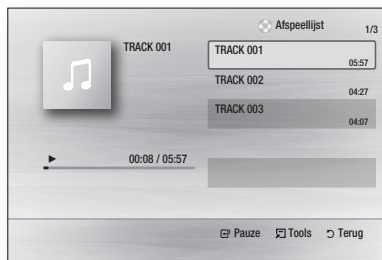 Afspeellijst
1/3
TRACK 001
TRACK 001
05:57
TRACK 002
04:27
TRACK 003
04:07
00:08 / 05:57
Pauze Tools Terug